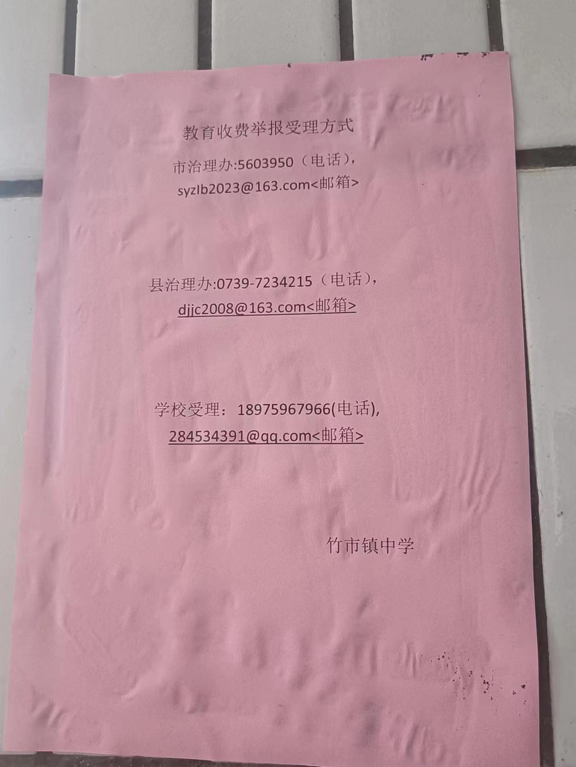 教育收费举报受理方式
市治理办:5603950（电话），
syzlb2023@163.com<邮箱>
县治理办:0739-7234215（电话），
djjc2008@163.com<邮箱>
学校受理：18975967966(电话),
284534391@qq.com<邮箱>
竹市镇中学